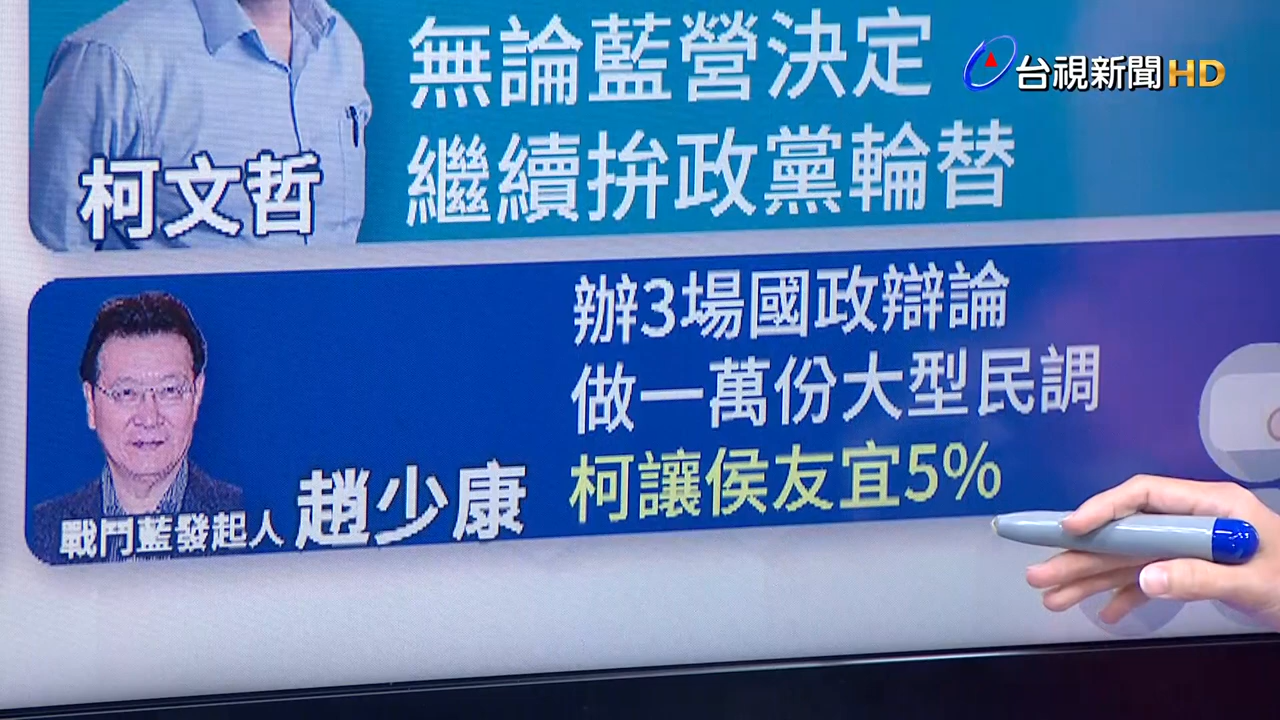 無論藍營決定
繼續拚政黨輪替
柯文哲
台視新聞HD
辦3場國政辯論
做一萬份大型民調
柯讓侯友宜5%
戰鬥藍發起人 趙少康